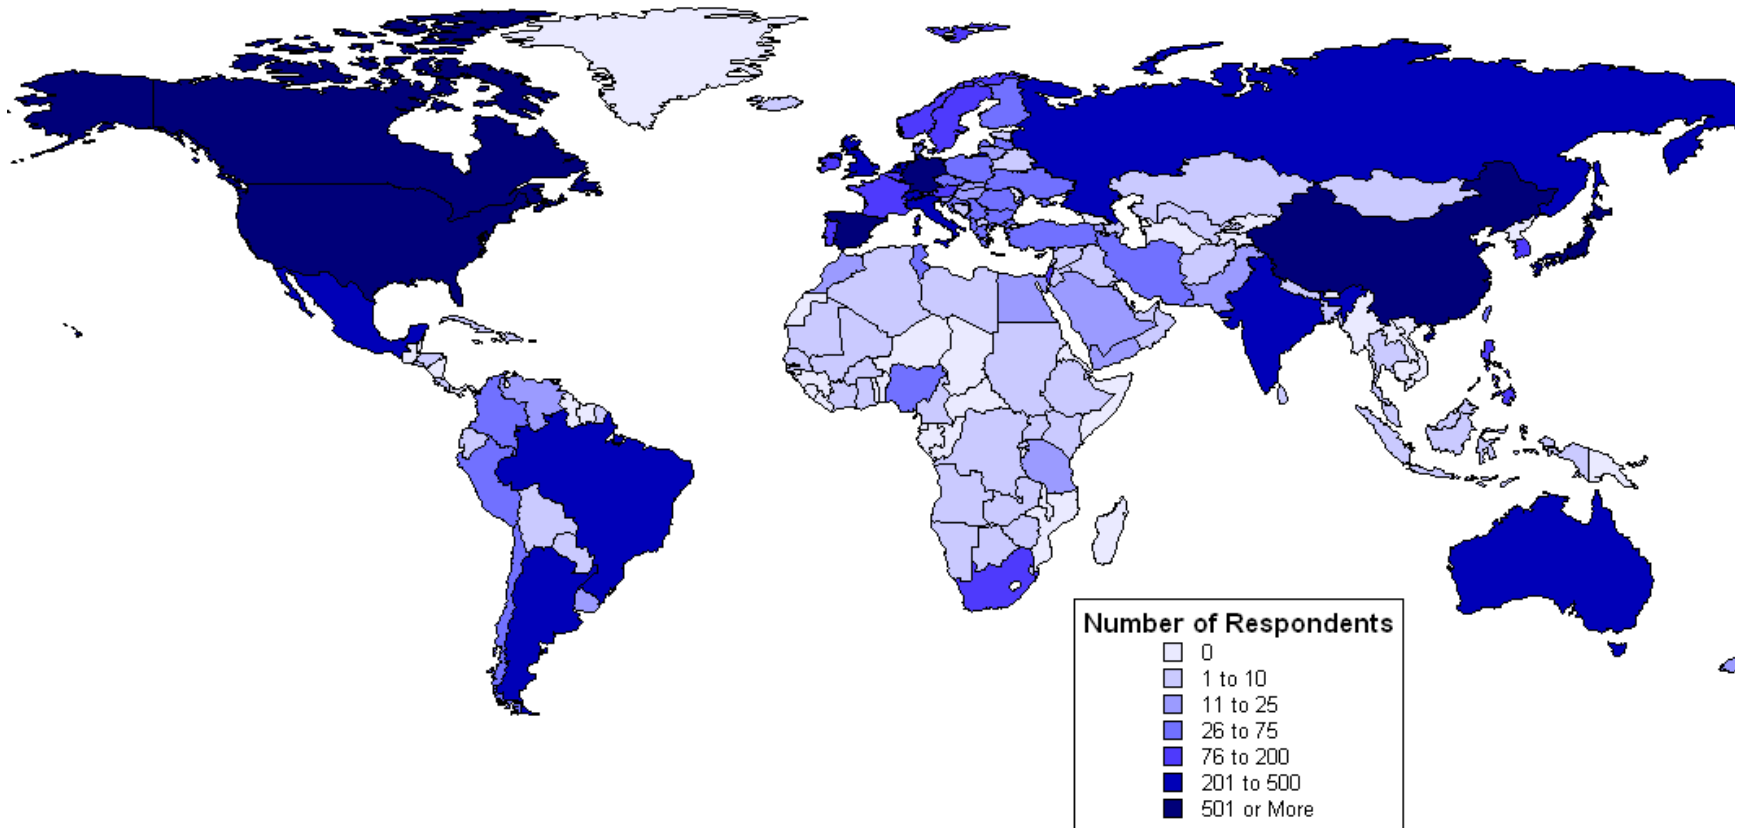 Number of Respondents
0
1 to 10
11 to 25
26 to 75
76 to 200
201 to 500
501 or More